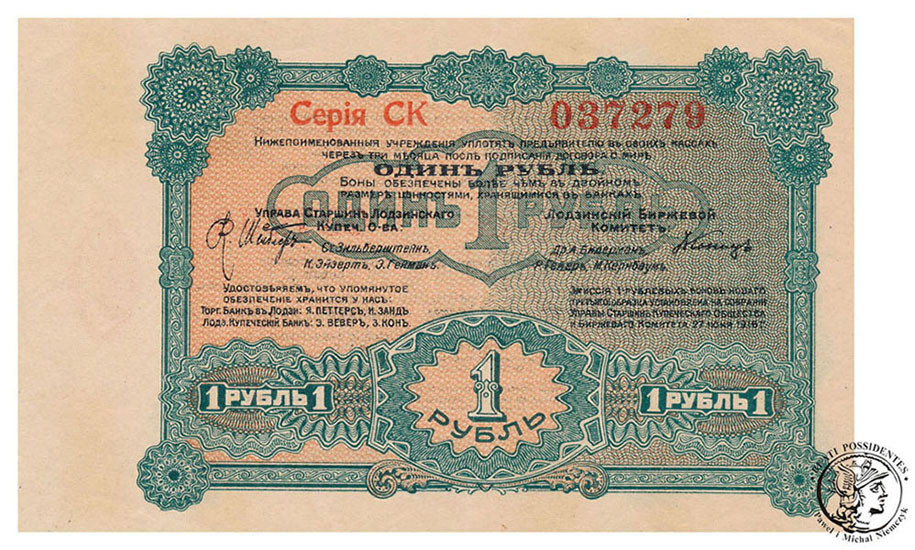 Серія СК 037279
Нижепоименованныя учрежденія уплотятъ предъявителю въ своихъ кассахъ
черезъ три мѣсяца послѣ подписанія договора о мирѣ
ОДИНЪ РУБЛЬ.
Боны обезпечены болѣе чѣмъ въ двойномъ
размѣрѣ цѣнностями, хранящимися въ банкахъ.
ОДИНЪ 1 РУБЛЬ
Управа Старшинъ Лодзинскаго
Купеч. О-ва:
Ст. Зильберштейнъ,
К. Эйзертъ, Э. Гейманъ.
Лодзинскій Биржевой
Комитетъ:
Д-ръ А. Бидерманъ,
Р. Гейеръ, М. Кернбаумъ.
Удостовѣряемъ, что упомянутое
обезпеченіе хранится у насъ:
Торг. Банкъ въ Лодзи: Я. Петтерсъ, И. Зандъ
Лодз. Купеческій Банкъ: Э. Веверъ, З. Конъ.
Эмиссія 1-рублевыхъ боновъ новаго
третьяго образца установлена на собраніи
Управы Старшинъ Купеческаго Общества
и Биржеваго Комитета 27 іюня 1916 г.
1 РУБЛЬ 1
1
РУБЛЬ
1 РУБЛЬ 1
BEATI POSSIDENTES
Paweł i Michał Niemczyk